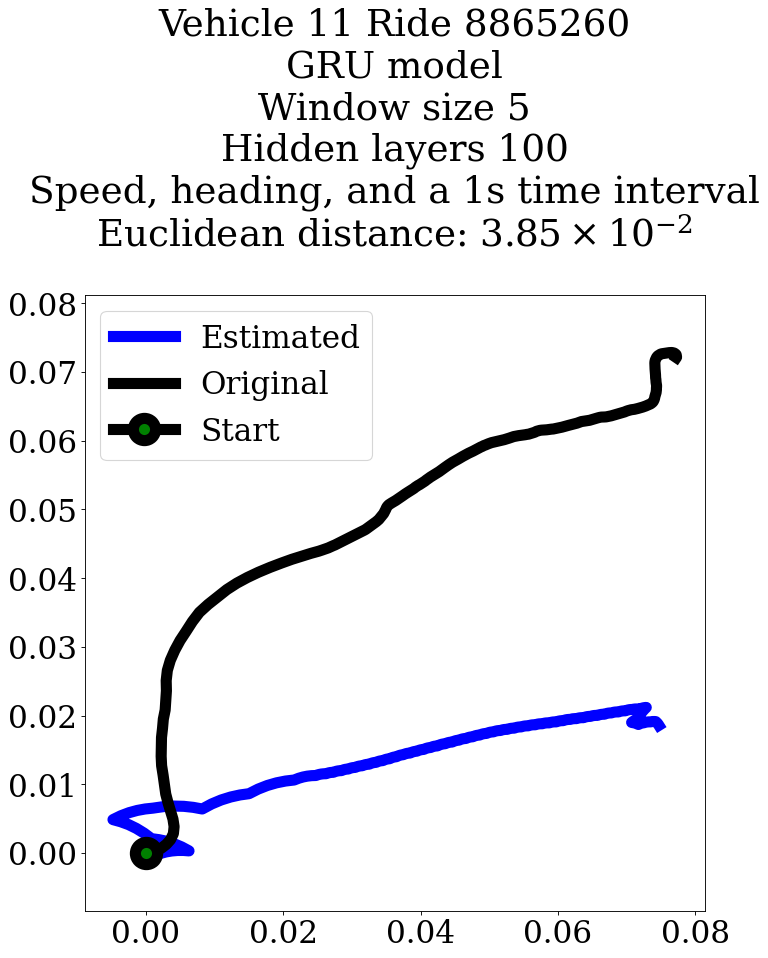 Vehicle 11 Ride 8865260
GRU model
Window size 5
Hidden layers 100
Speed, heading, and a 1s time interval
Euclidean distance: 3.85 × 10⁻²
0.08
0.07
0.06
0.05
0.04
0.03
0.02
0.01
0.00
Estimated
Original
Start
0.00 0.02 0.04 0.06 0.08